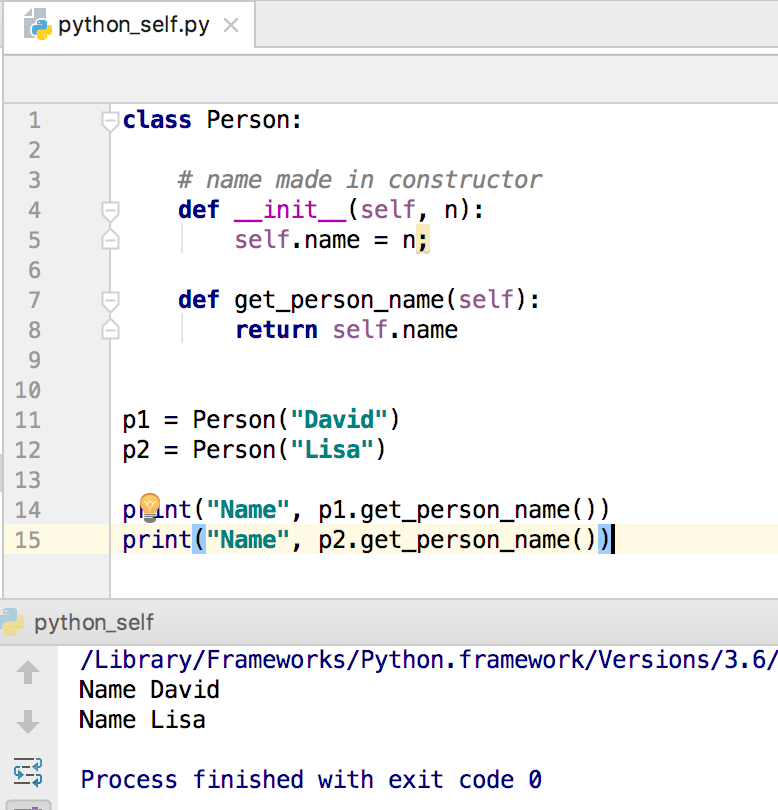 python_self.py
1 class Person:
2
3     # name made in constructor
4     def __init__(self, n):
5         self.name = n;
6
7     def get_person_name(self):
8         return self.name
9
10
11 p1 = Person("David")
12 p2 = Person("Lisa")
13
14 print("Name", p1.get_person_name())
15 print("Name", p2.get_person_name())
python_self
/Library/Frameworks/Python.framework/Versions/3.6/
Name David
Name Lisa
Process finished with exit code 0